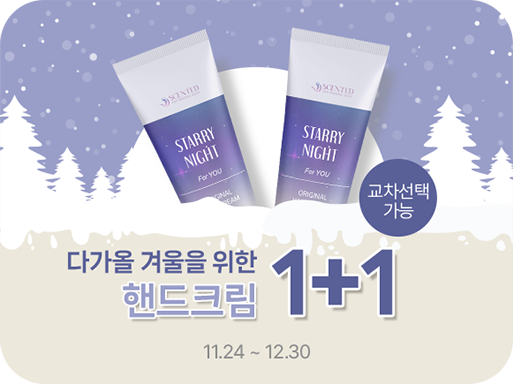 SCENTED
STARRY
NIGHT
For YOU
ORIGINAL
SCENTED
STARRY
NIGHT
For YOU
ORIGINAL
교차선택
가능
다가올 겨울을 위한
핸드크림
1+1
11.24 ~ 12.30